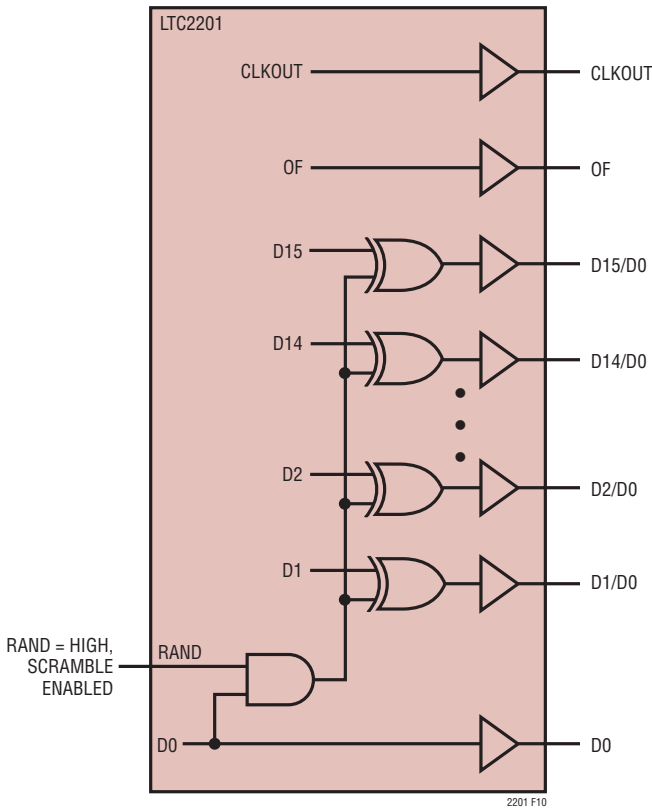 LTC2201
CLKOUT
CLKOUT
OF
OF
D15
D15/D0
D14
D14/D0
D2
D2/D0
D1
D1/D0
RAND = HIGH,
SCRAMBLE
ENABLED
RAND
D0
D0
2201 F10